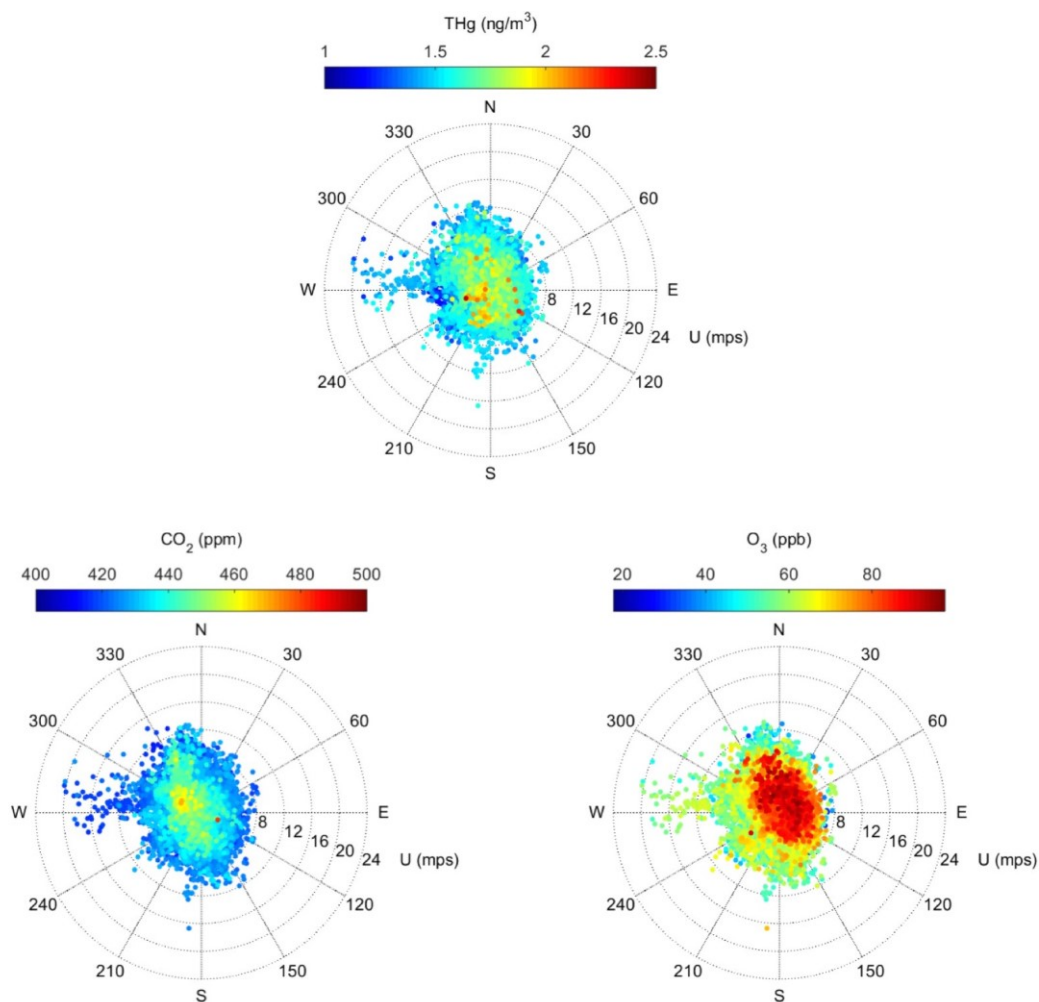 THg (ng/m³)
1 1.5 2 2.5
N
330 30
300 60
W E
8 12 16 20 24 U (mps)
240 120
210 150
S
CO₂ (ppm)
400 420 440 460 480 500
N
330 30
300 60
W E
8 12 16 20 24 U (mps)
240 120
210 150
S
O₃ (ppb)
20 40 60 80
N
330 30
300 60
W E
8 12 16 20 24 U (mps)
240 120
210 150
S